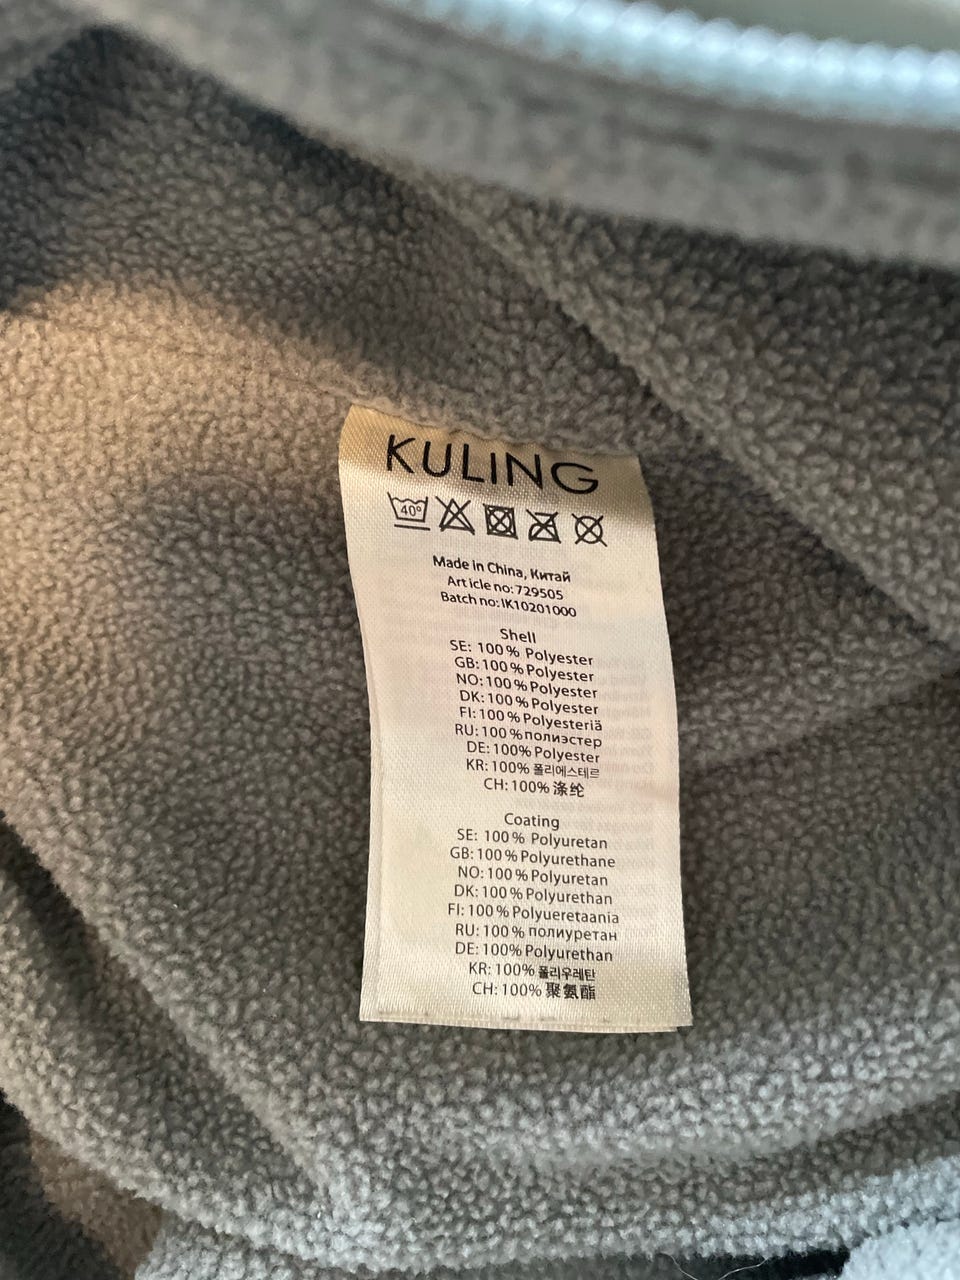 KULING
40°
Made in China, Китай
Article no: 729505
Batch no: IK10201000
Shell
SE: 100% Polyester
GB: 100% Polyester
NO: 100% Polyester
DK: 100% Polyester
FI: 100% Polyesteriä
RU: 100% полиэстер
DE: 100% Polyester
KR: 100% 폴리에스테르
CH: 100% 涤纶
Coating
SE: 100% Polyuretan
GB: 100% Polyurethane
NO: 100% Polyuretan
DK: 100% Polyurethan
FI: 100% Polyueretaania
RU: 100% полиуретан
DE: 100% Polyurethan
KR: 100% 폴리우레탄
CH: 100% 聚氨酯